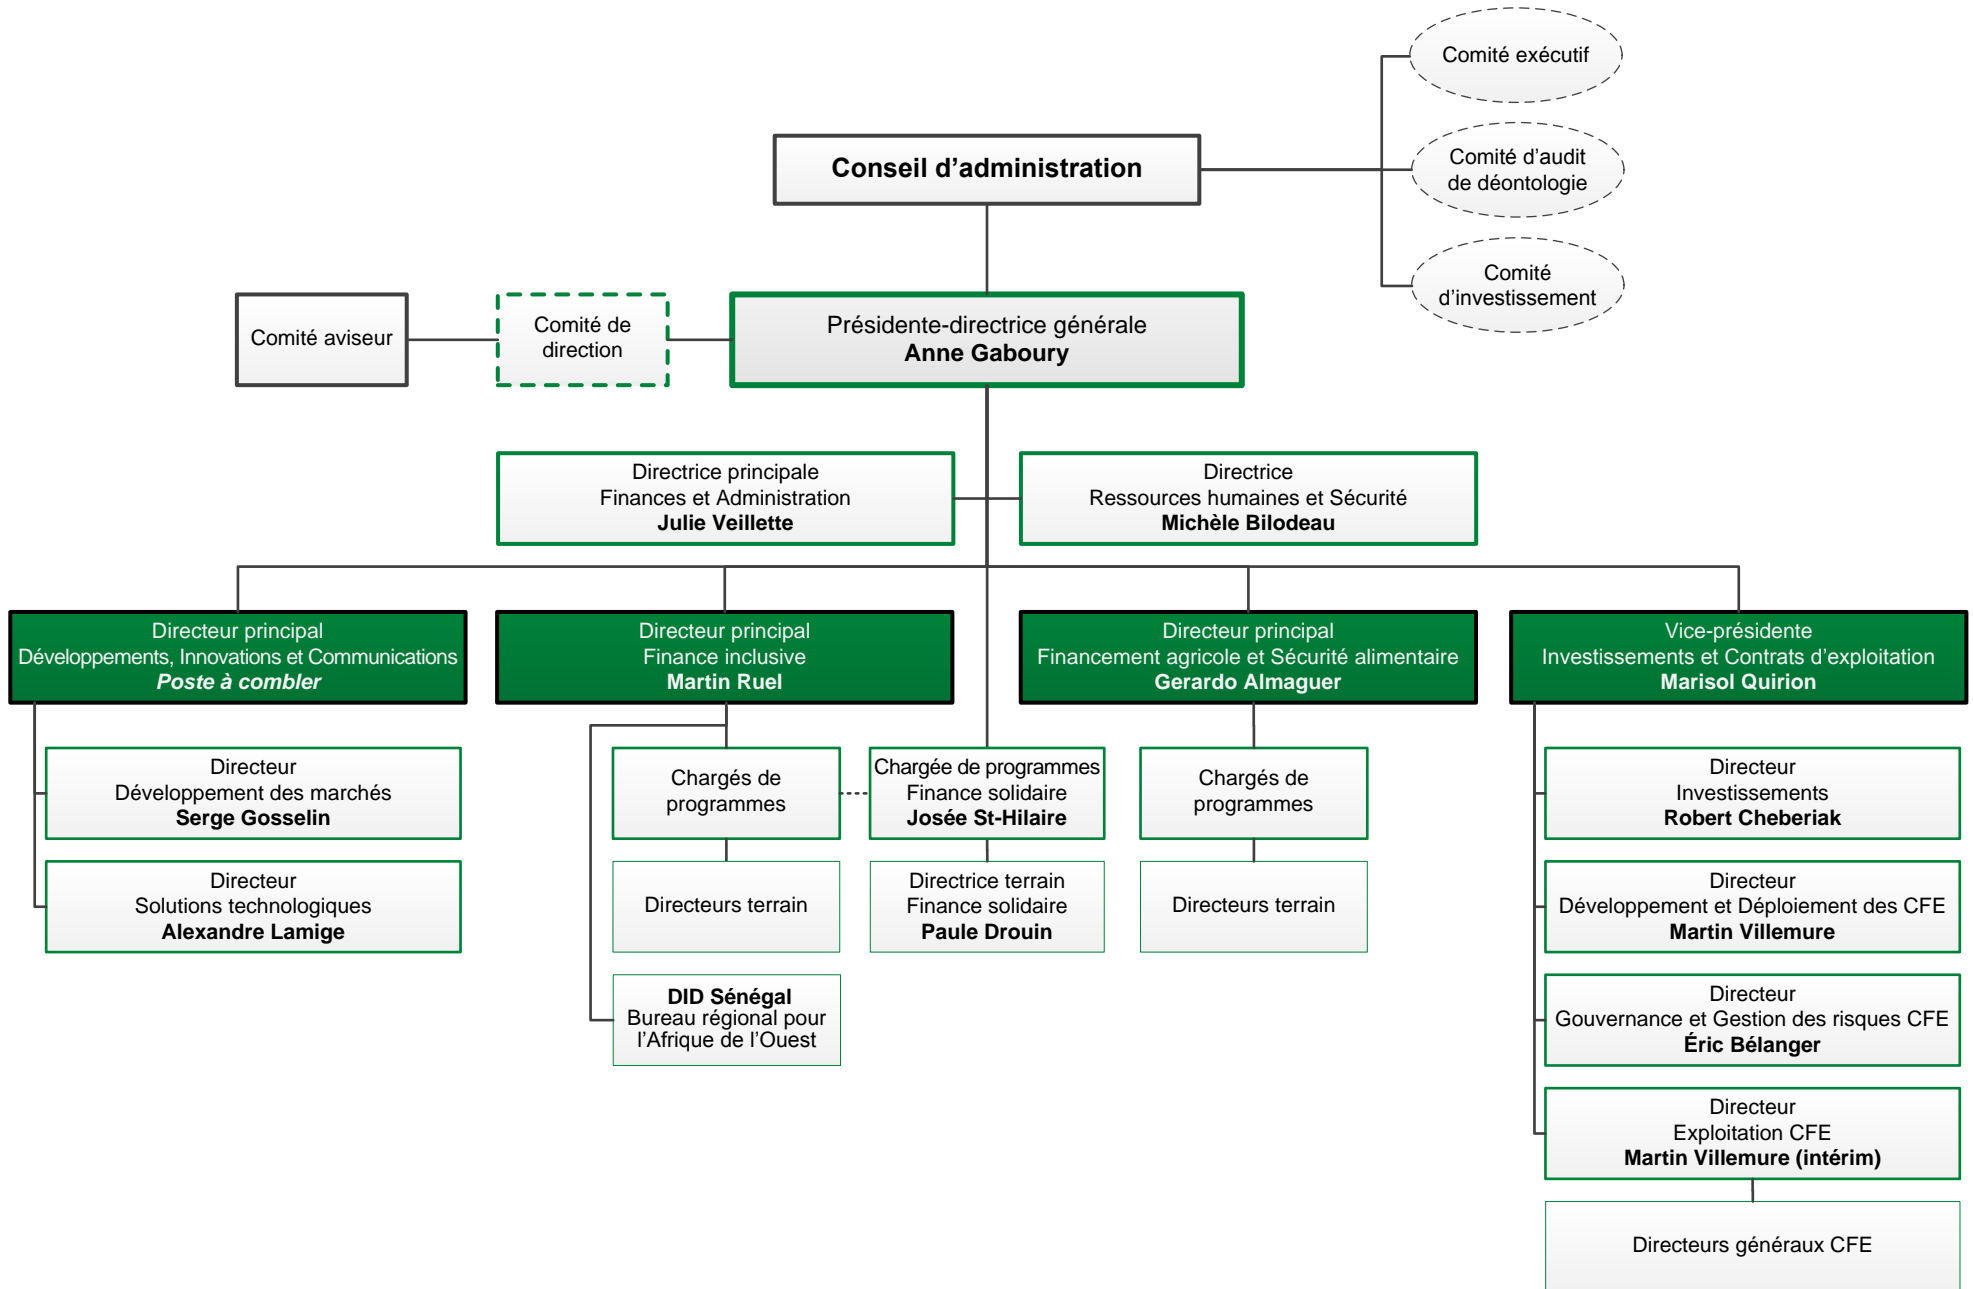 Comité exécutif
Comité d’audit
de déontologie
Comité
d’investissement
Conseil d’administration
Comité aviseur
Comité de
direction
Présidente-directrice générale
Anne Gaboury
Directrice principale
Finances et Administration
Julie Veillette
Directrice
Ressources humaines et Sécurité
Michèle Bilodeau
Directeur principal
Développements, Innovations et Communications
Poste à combler
Directeur principal
Finance inclusive
Martin Ruel
Directeur principal
Financement agricole et Sécurité alimentaire
Gerardo Almaguer
Vice-présidente
Investissements et Contrats d’exploitation
Marisol Quirion
Directeur
Développement des marchés
Serge Gosselin
Chargés de
programmes
Chargée de programmes
Finance solidaire
Josée St-Hilaire
Chargés de
programmes
Directeur
Investissements
Robert Cheberiak
Directeur
Solutions technologiques
Alexandre Lamige
Directeurs terrain
Directrice terrain
Finance solidaire
Paule Drouin
Directeurs terrain
Directeur
Développement et Déploiement des CFE
Martin Villemure
DID Sénégal
Bureau régional pour
l’Afrique de l’Ouest
Directeur
Gouvernance et Gestion des risques CFE
Éric Bélanger
Directeur
Exploitation CFE
Martin Villemure (intérim)
Directeurs généraux CFE